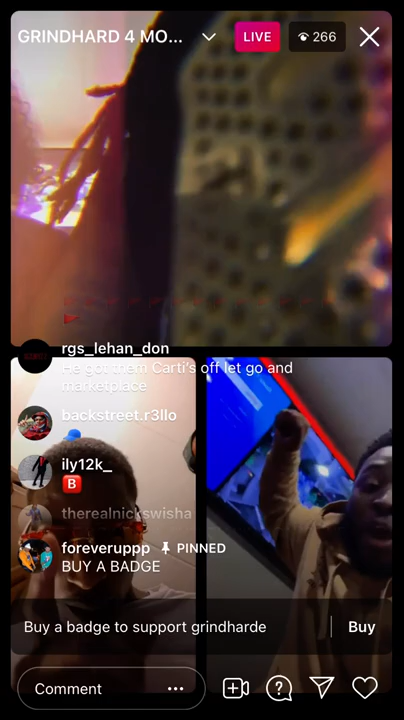 GRINDHARD 4 MO...
LIVE
266
rgs_lehan_don
He got them Carti's off let go and
marketplace
backstreet.r3llo
ily12k_
B
therealnickswisha
foreveruppp PINNED
BUY A BADGE
Buy a badge to support grindharde
Buy
Comment